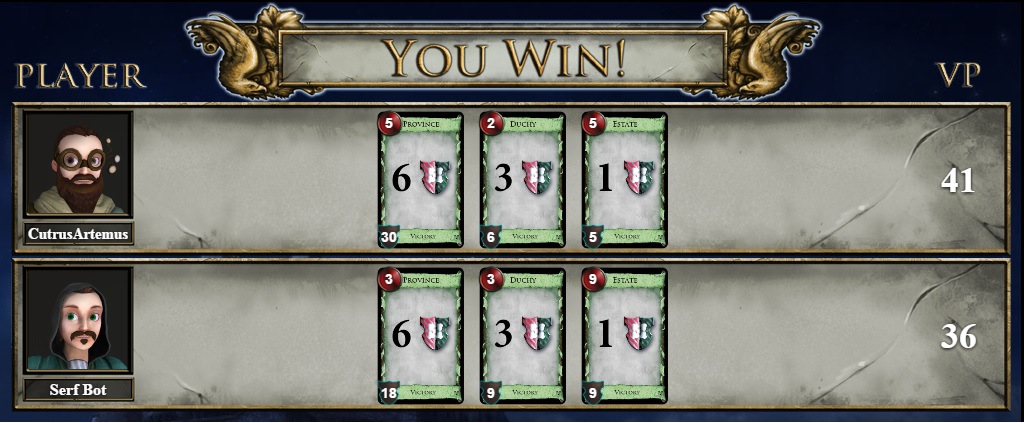 YOU WIN!
PLAYER
VP
5 PROVINCE
6
30 VICTORY
2 DUCHY
3
6 VICTORY
5 ESTATE
1
5 VICTORY
41
CutrusArtemus
3 PROVINCE
6
18 VICTORY
3 DUCHY
3
9 VICTORY
9 ESTATE
1
9 VICTORY
36
Serf Bot